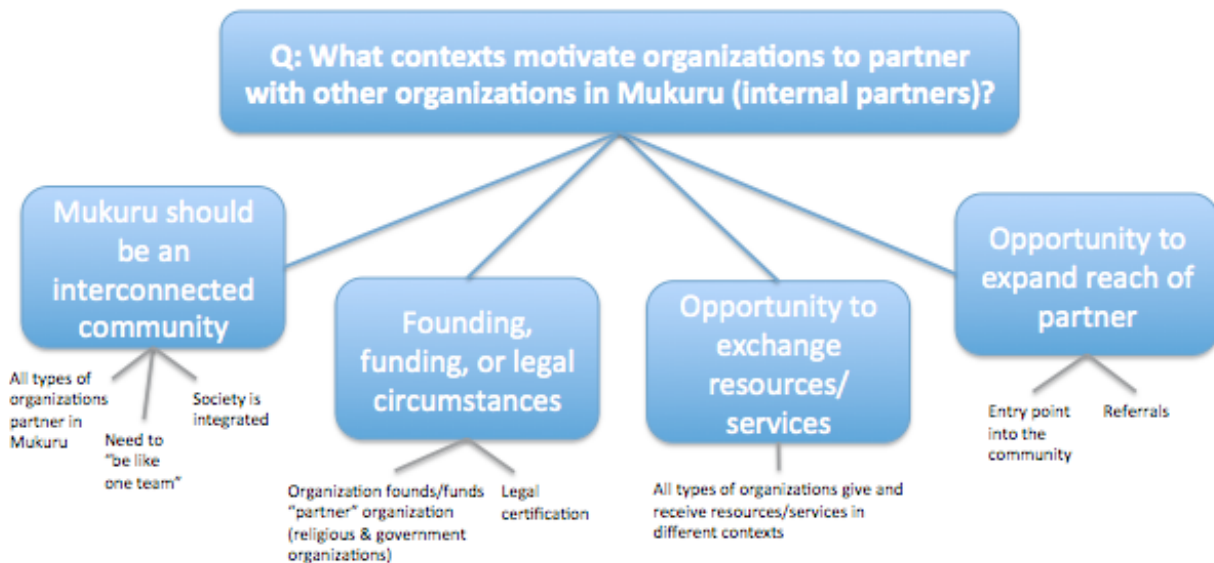 Q: What contexts motivate organizations to partner
with other organizations in Mukuru (internal partners)?
Mukuru should
be an
interconnected
community
All types of
organizations
partner in
Mukuru
Need to
"be like
one team"
Society is
integrated
Founding,
funding, or legal
circumstances
Organization founds/funds
"partner" organization
(religious & government
organizations)
Legal
certification
Opportunity to
exchange
resources/
services
All types of organizations give and
receive resources/services in
different contexts
Opportunity to
expand reach of
partner
Entry point
into the
community
Referrals